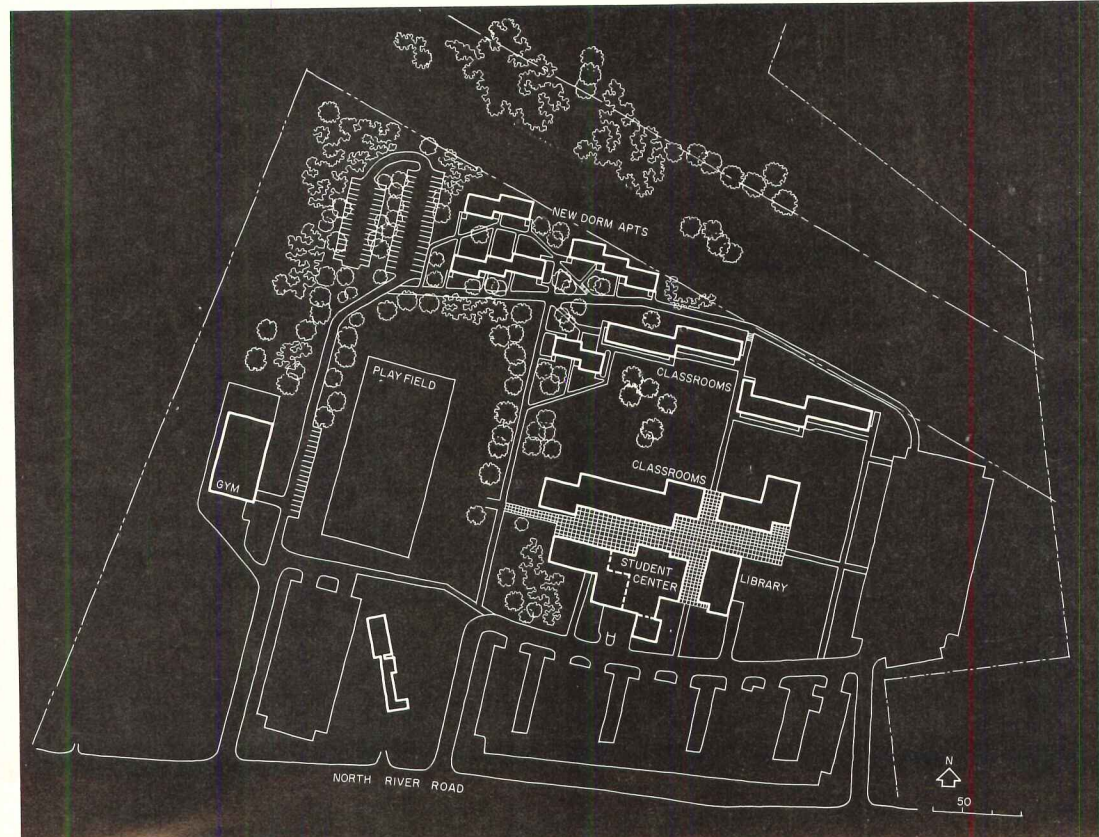 NEW DORM APTS
PLAY FIELD
CLASSROOMS
CLASSROOMS
GYM
STUDENT
CENTER
LIBRARY
NORTH RIVER ROAD
N
50